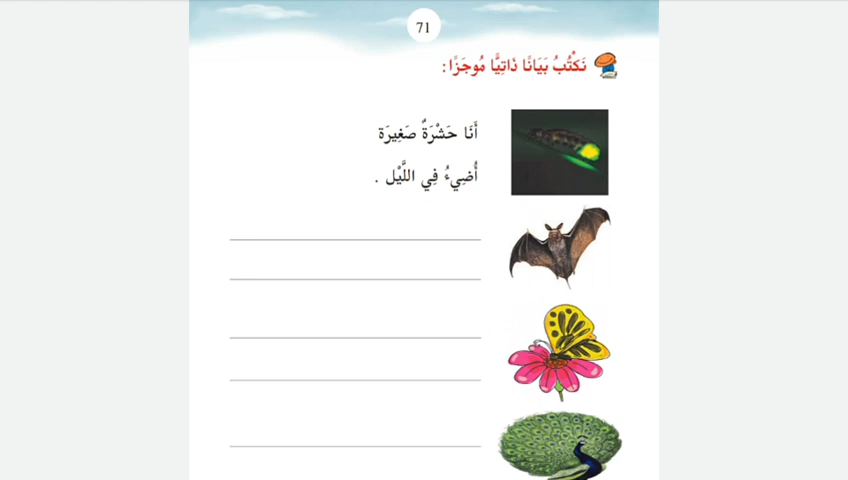 71
نَكْتُبُ بَيَانًا ذَاتِيًّا مُوجَزًا:
أَنَا حَشْرَةٌ صَغِيرَة
أُضِيءُ فِي اللَّيْل .